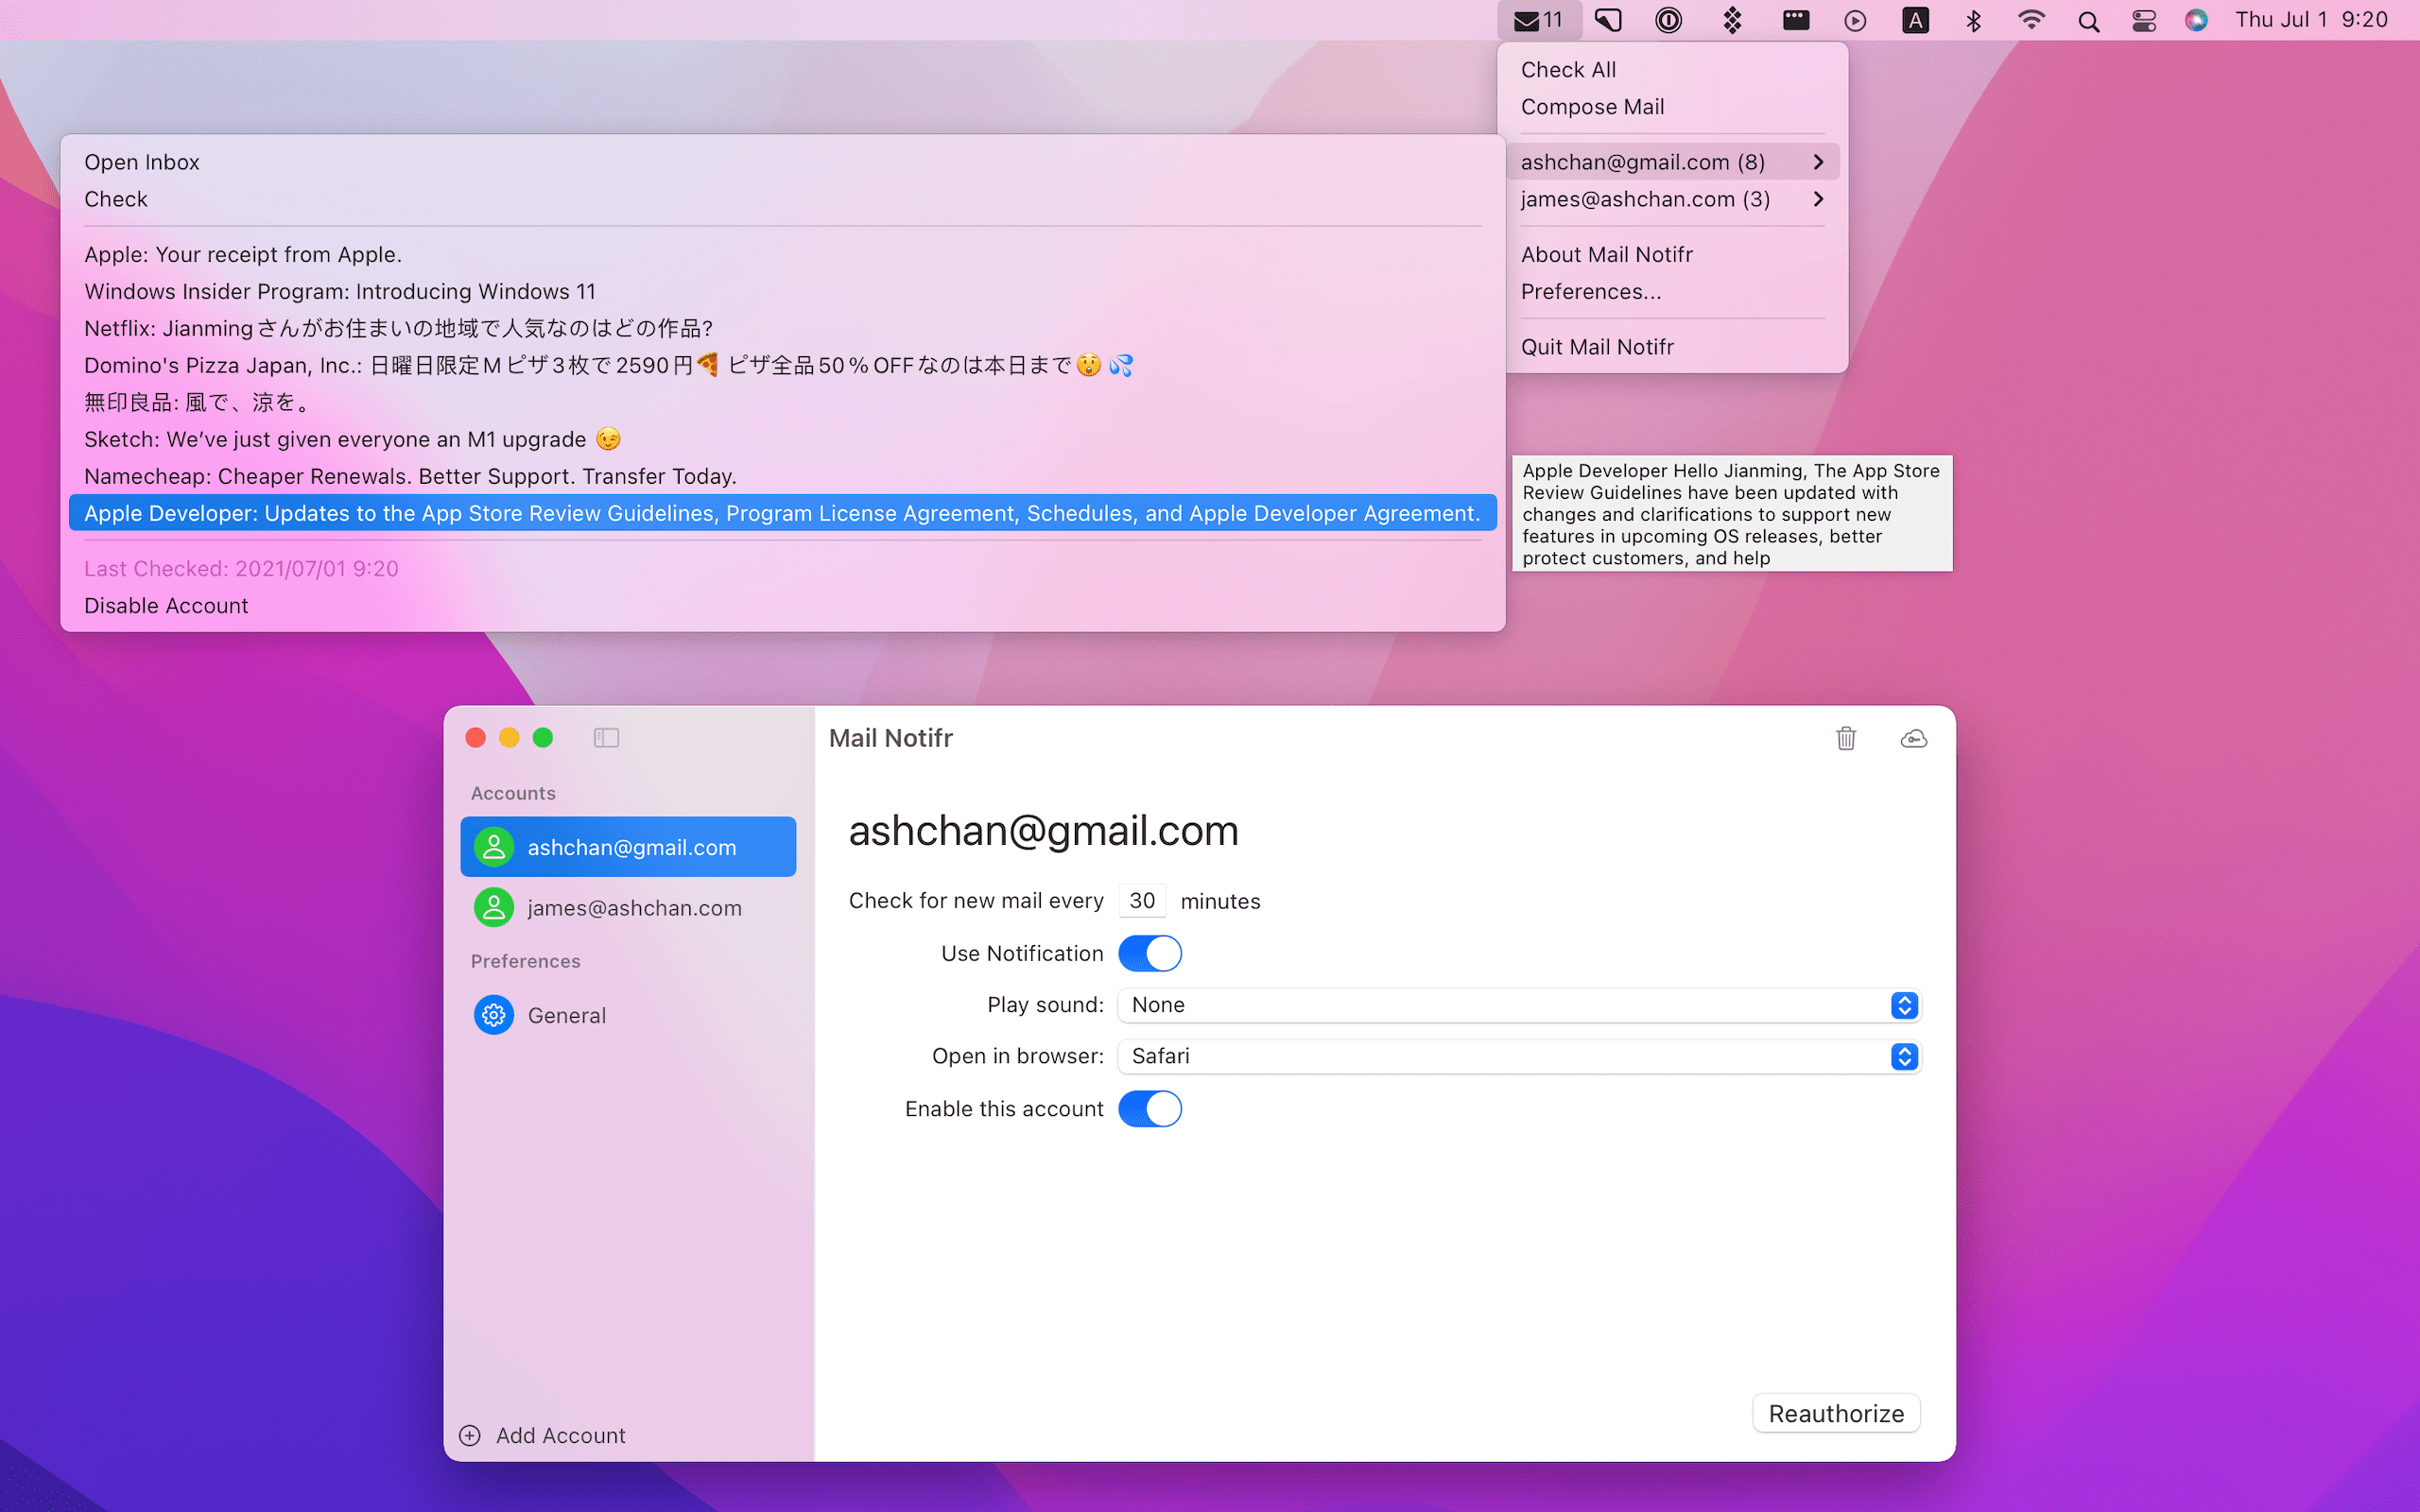 11
A
Thu Jul 1 9:20
Check All
Compose Mail
ashchan@gmail.com (8)
james@ashchan.com (3)
About Mail Notifr
Preferences...
Quit Mail Notifr
Open Inbox
Check
Apple: Your receipt from Apple.
Windows Insider Program: Introducing Windows 11
Netflix: Jianmingさんがお住まいの地域で人気なのはどの作品?
Domino's Pizza Japan, Inc.: 日曜日限定Mピザ3枚で2590円🍕 ピザ全品50%OFFなのは本日まで😲💦
無印良品: 風で、涼を。
Sketch: We’ve just given everyone an M1 upgrade 😉
Namecheap: Cheaper Renewals. Better Support. Transfer Today.
Apple Developer: Updates to the App Store Review Guidelines, Program License Agreement, Schedules, and Apple Developer Agreement.
Last Checked: 2021/07/01 9:20
Disable Account
Apple Developer Hello Jianming, The App Store
Review Guidelines have been updated with
changes and clarifications to support new
features in upcoming OS releases, better
protect customers, and help
Mail Notifr
Accounts
ashchan@gmail.com
james@ashchan.com
Preferences
General
Add Account
ashchan@gmail.com
Check for new mail every 30 minutes
Use Notification
Play sound: None
Open in browser: Safari
Enable this account
Reauthorize